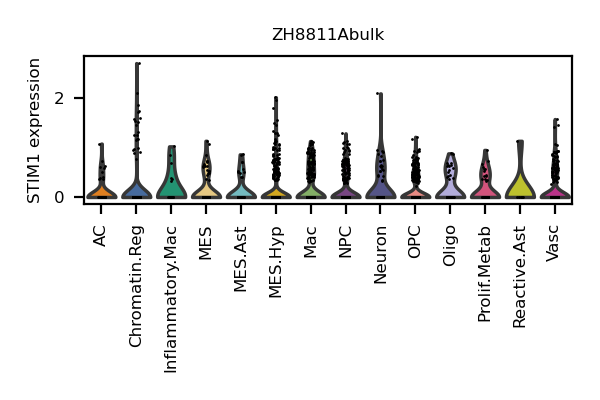 ZH8811Abulk
STIM1 expression
2
0
AC
Chromatin.Reg
Inflammatory.Mac
MES
MES.Ast
MES.Hyp
Mac
NPC
Neuron
OPC
Oligo
Prolif.Metab
Reactive.Ast
Vasc